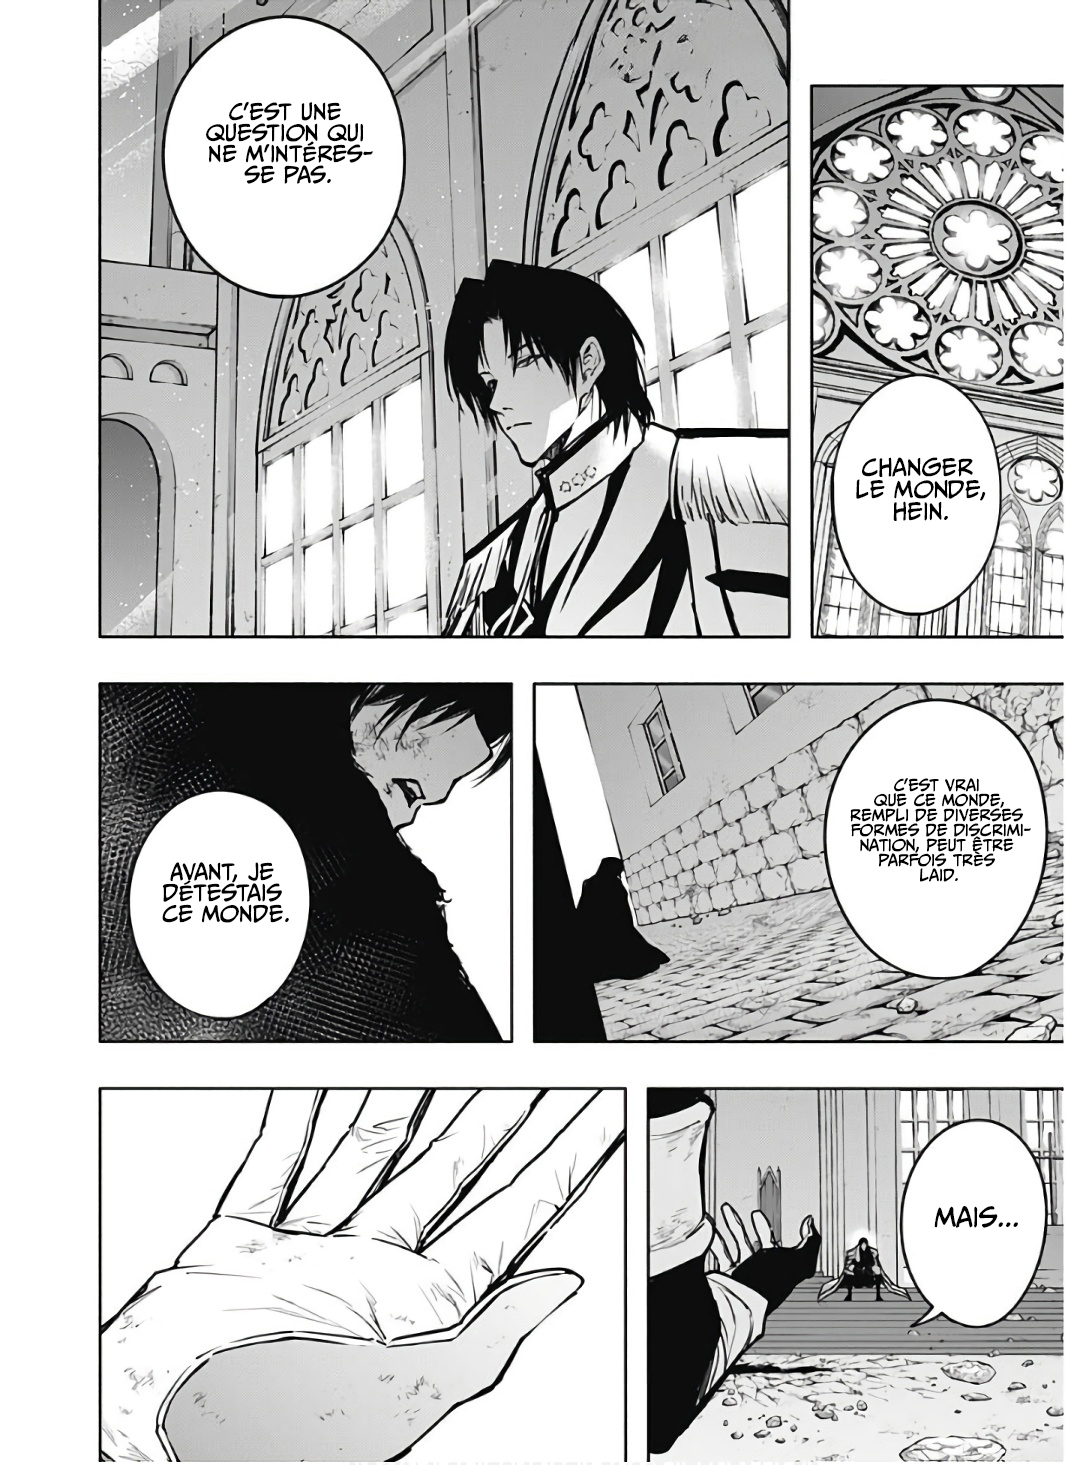 CHANGER
LE MONDE,
HEIN.
C'EST UNE
QUESTION QUI
NE M'INTÉRES-
SE PAS.
C'EST VRAI
QUE CE MONDE,
REMPLI DE DIVERSES
FORMES DE DISCRIMI-
NATION, PEUT ÊTRE
PARFOIS TRÈS
LAID.
AVANT, JE
DÉTESTAIS
CE MONDE.
MAIS...